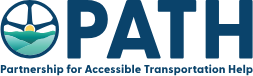 PATH
Partnership for Accessible Transportation Help